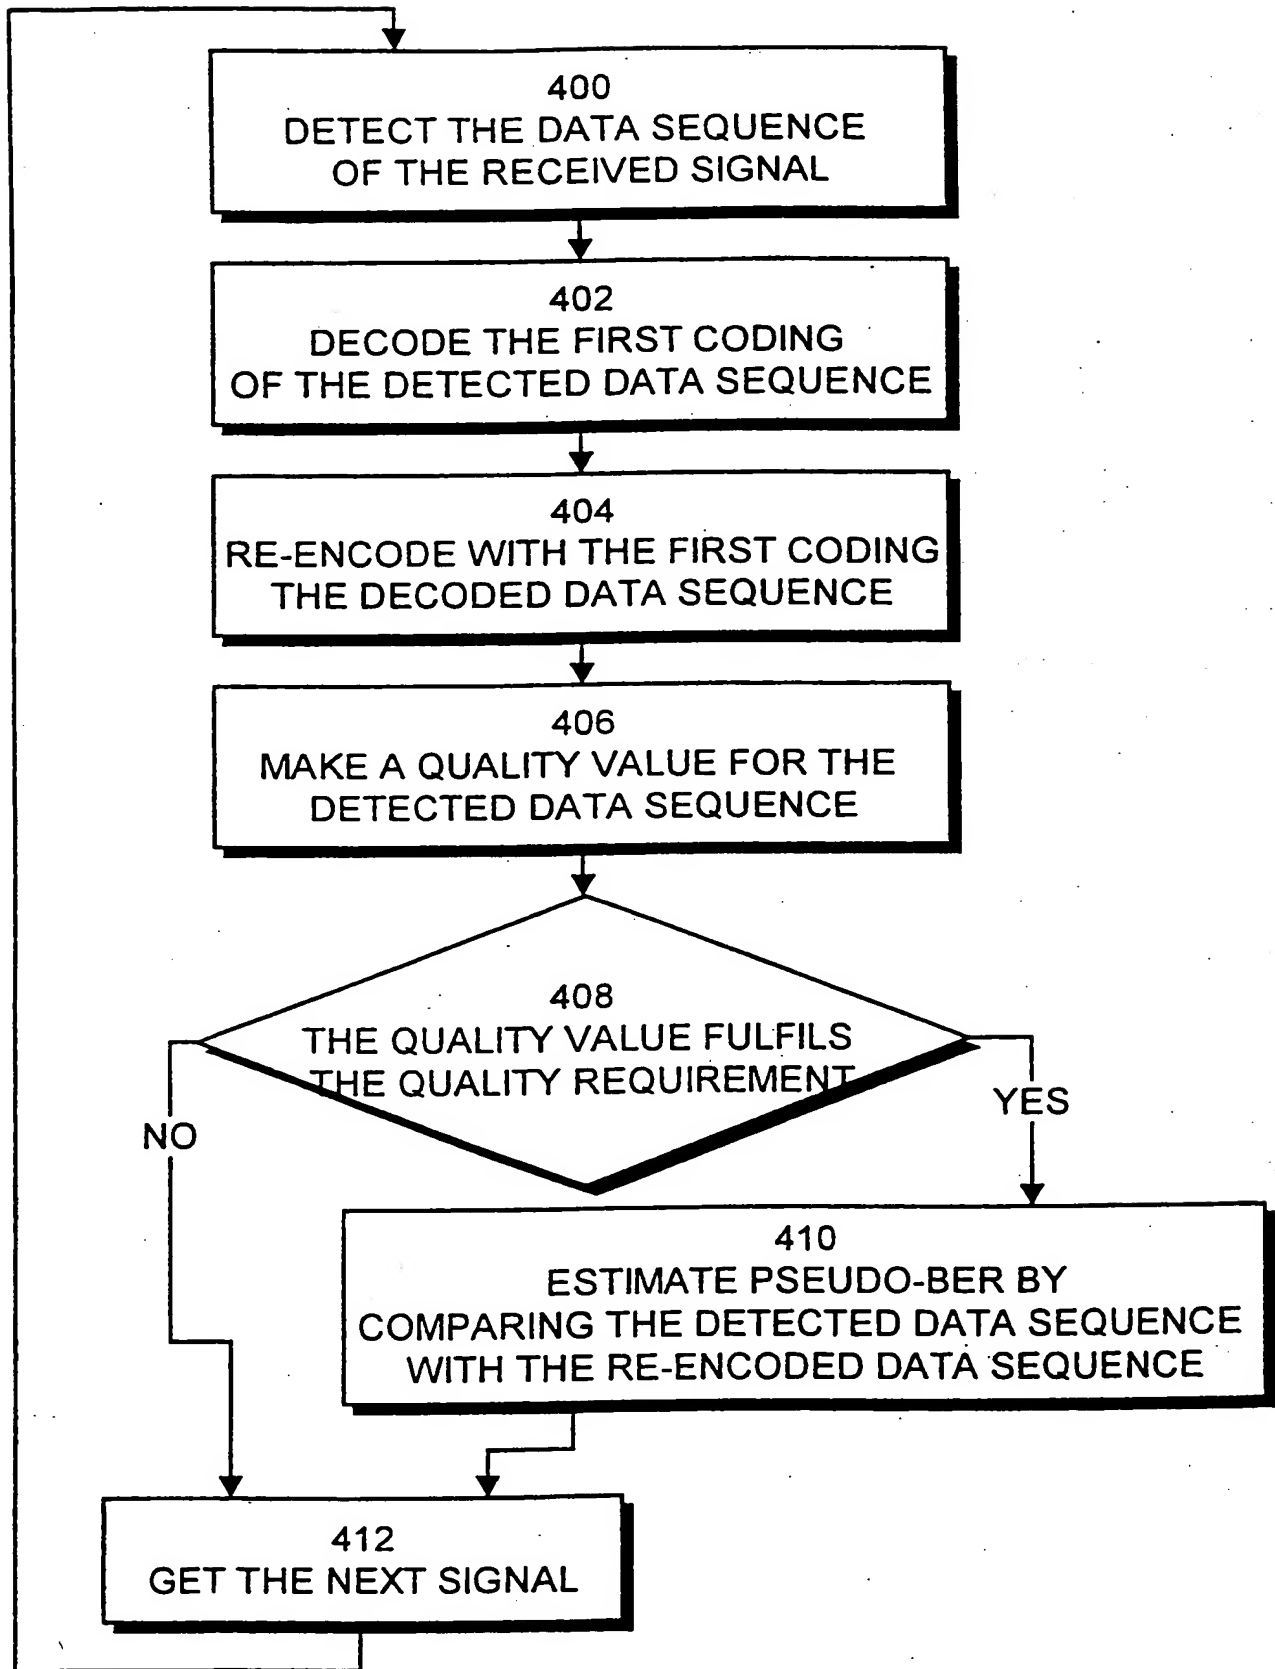 400
DETECT THE DATA SEQUENCE
OF THE RECEIVED SIGNAL
402
DECODE THE FIRST CODING
OF THE DETECTED DATA SEQUENCE
404
RE-ENCODE WITH THE FIRST CODING
THE DECODED DATA SEQUENCE
406
MAKE A QUALITY VALUE FOR THE
DETECTED DATA SEQUENCE
408
THE QUALITY VALUE FULFILS
THE QUALITY REQUIREMENT
NO
YES
410
ESTIMATE PSEUDO-BER BY
COMPARING THE DETECTED DATA SEQUENCE
WITH THE RE-ENCODED DATA SEQUENCE
412
GET THE NEXT SIGNAL